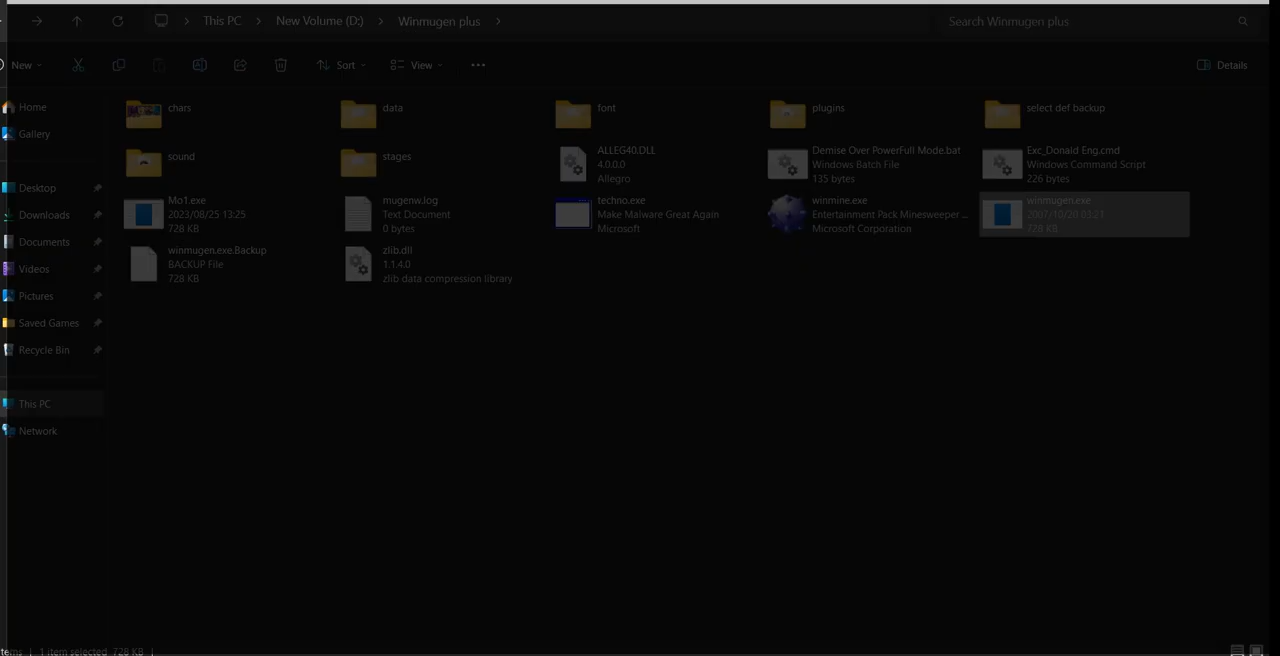 This PC > New Volume (D:) > Winmugen plus >
Search Winmugen plus
New
Sort
View
Details
Home
Gallery
Desktop
Downloads
Documents
Videos
Pictures
Saved Games
Recycle Bin
This PC
Network
chars
data
font
plugins
select def backup
sound
stages
ALLEG40.DLL
4.0.0.0
Allegro
Demise Over PowerFull Mode.bat
Windows Batch File
135 bytes
Exc_Donald Eng.cmd
Windows Command Script
226 bytes
Mo1.exe
2023/08/25 13:25
728 KB
mugenw.log
Text Document
0 bytes
techno.exe
Make Malware Great Again
Microsoft
winmine.exe
Entertainment Pack Minesweeper ...
Microsoft Corporation
winmugen.exe
2007/10/20 03:27
728 KB
winmugen.exe.Backup
BACKUP File
728 KB
zlib.dll
1.1.4.0
zlib data compression library
tems | 1 item selected 728 KB |